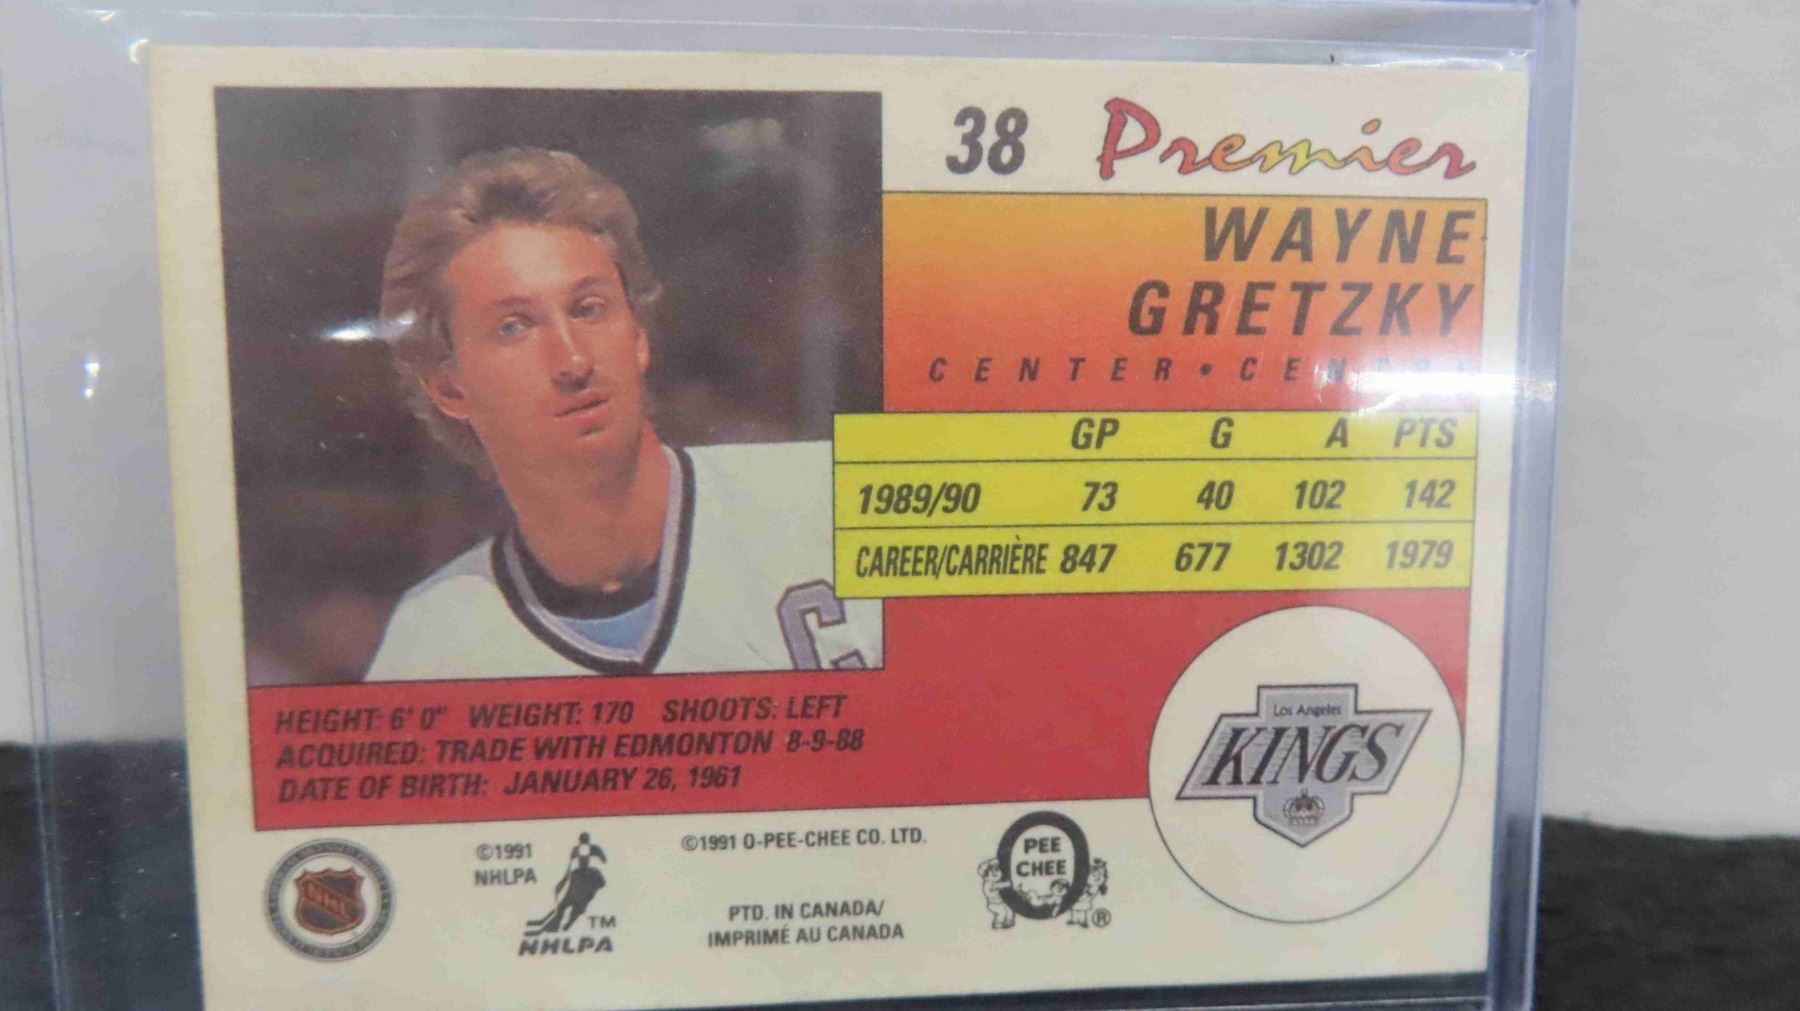 38 Premier
WAYNE
GRETZKY
CENTER • CENTRE
GP G A PTS
1989/90 73 40 102 142
CAREER/CARRIÈRE 847 677 1302 1979
C
HEIGHT: 6' 0" WEIGHT: 170 SHOOTS: LEFT
ACQUIRED: TRADE WITH EDMONTON 8-9-88
DATE OF BIRTH: JANUARY 26, 1961
Los Angeles
KINGS
NHL
©1991
NHLPA
TM
NHLPA
©1991 O-PEE-CHEE CO. LTD.
PTD. IN CANADA/
IMPRIMÉ AU CANADA
O
PEE
CHEE
®